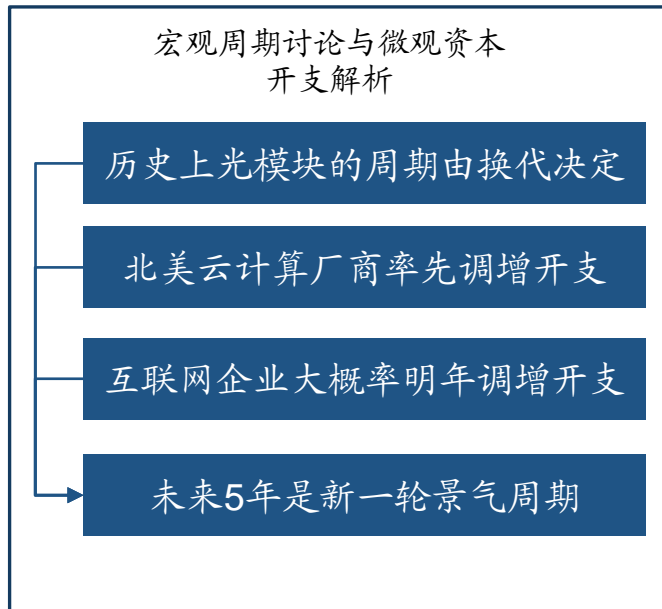 宏观周期讨论与微观资本
开支解析
历史上光模块的周期由换代决定
北美云计算厂商率先调增开支
互联网企业大概率明年调增开支
未来5年是新一轮景气周期